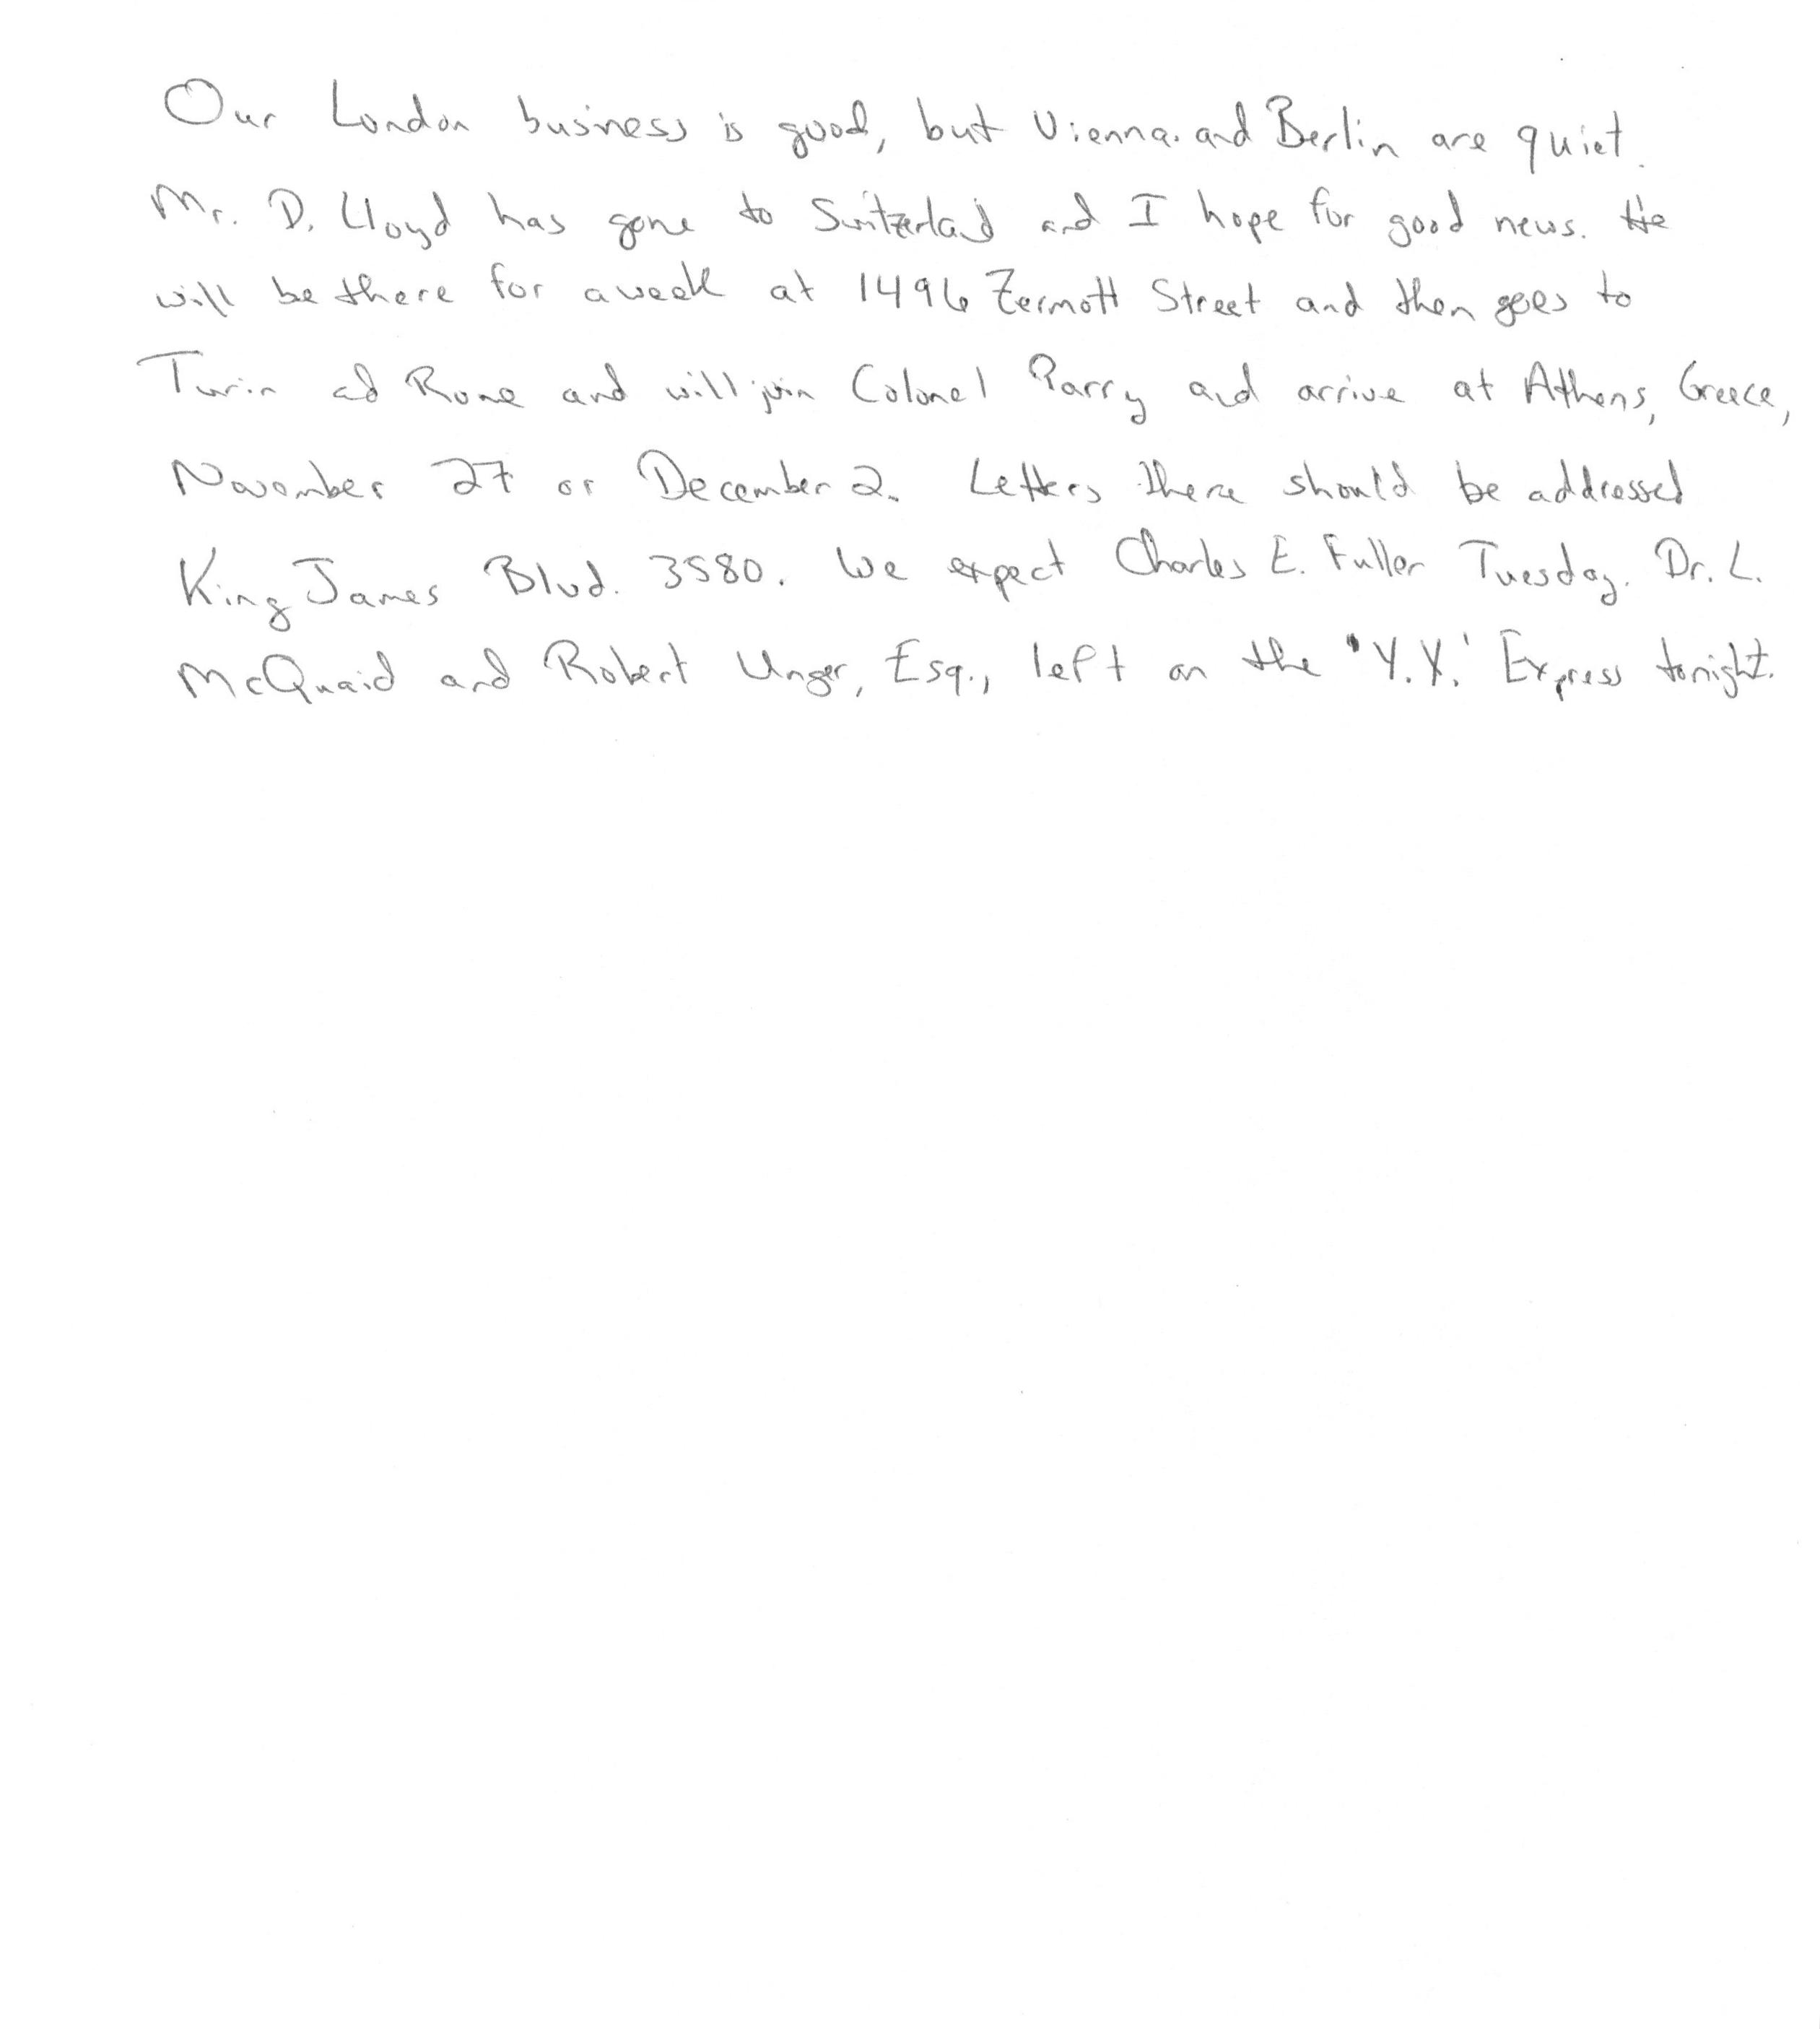 Our London business is good, but Vienna and Berlin are quiet.
Mr. D. Lloyd has gone to Switzerland and I hope for good news. He
will be there for a week at 1496 Zermott Street and then goes to
Turin ad Rome and will join Colonel Parry and arrive at Athens, Greece,
November 27 or December 2. Letters there should be addressed
King James Blvd. 3580. We expect Charles E. Fuller Tuesday. Dr. L.
McQuaid and Robert Unger, Esq., left on the 'Y.X.' Express tonight.